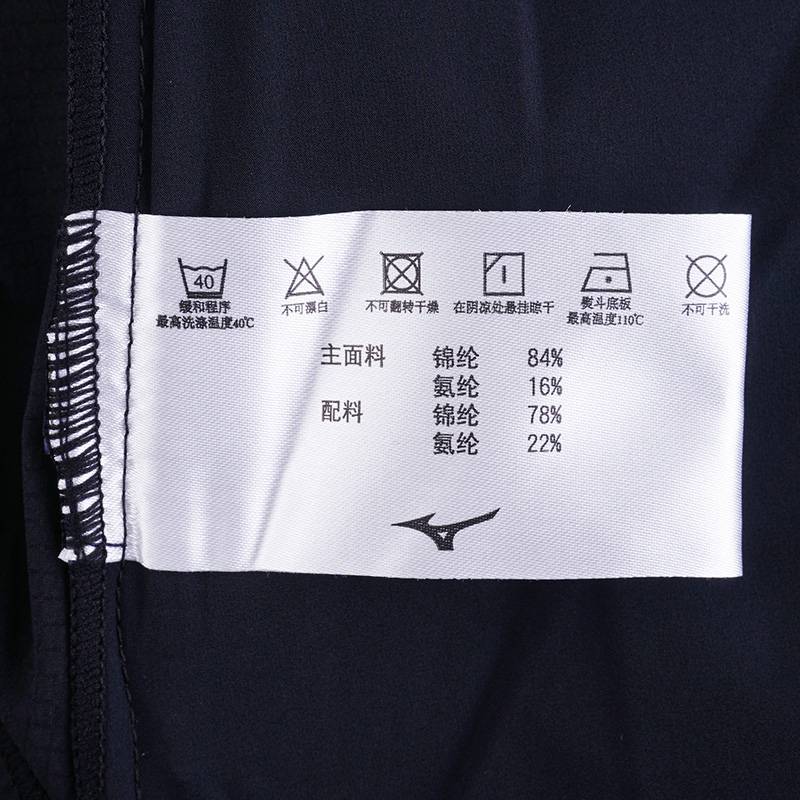 40
缓和程序
最高洗涤温度40℃
不可漂白
不可翻转干燥
在阴凉处悬挂晾干
熨斗底板
最高温度110℃
不可干洗
主面料 锦纶 84%
氨纶 16%
配料 锦纶 78%
氨纶 22%